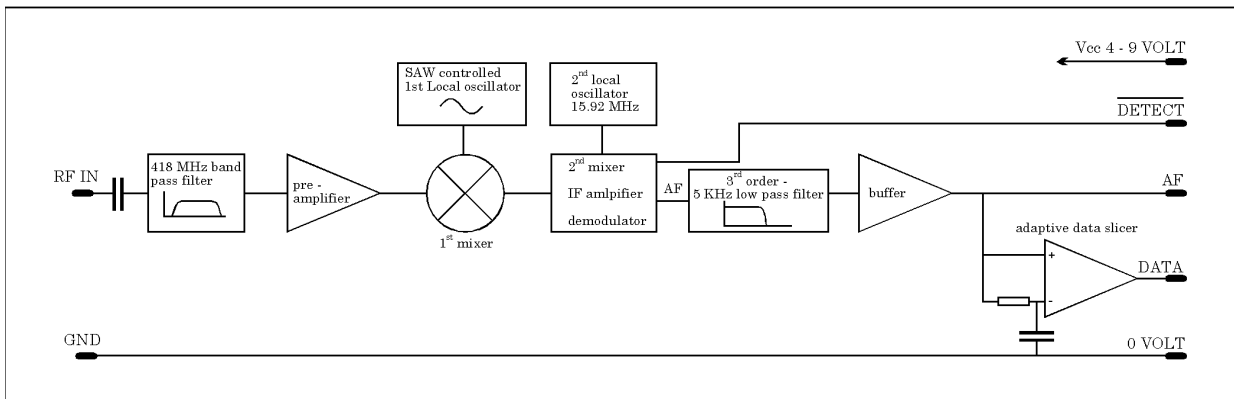 Vcc 4 - 9 VOLT
SAW controlled
1st Local oscillator
2nd local
oscillator
15.92 MHz
DETECT
RF IN
418 MHz band
pass filter
pre -
amplifier
1st mixer
2nd mixer
IF amlpifier
demodulator
AF
3rd order -
5 KHz low pass filter
buffer
AF
adaptive data slicer
+
-
DATA
GND
0 VOLT